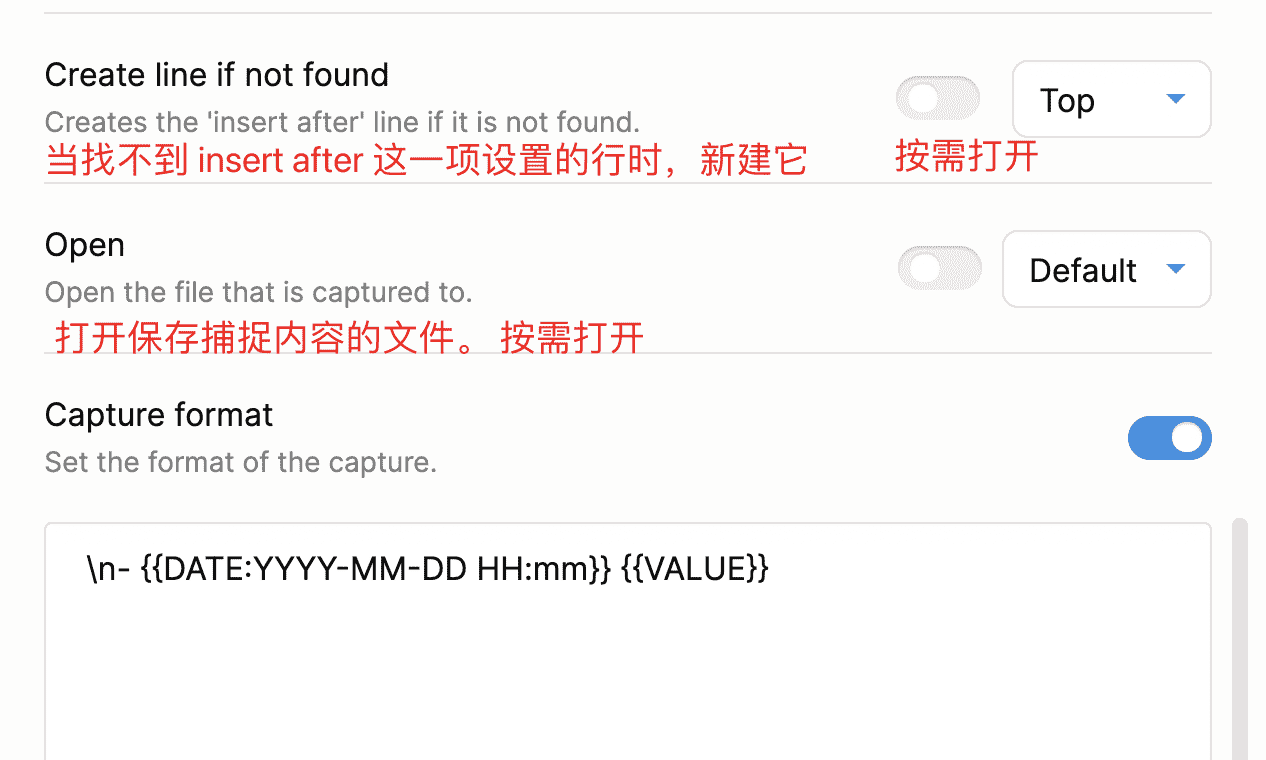 Create line if not found
Top
Creates the 'insert after' line if it is not found.
当找不到 insert after 这一项设置的行时，新建它
按需打开
Open
Default
Open the file that is captured to.
打开保存捕捉内容的文件。 按需打开
Capture format
Set the format of the capture.
\n- {{DATE:YYYY-MM-DD HH:mm}} {{VALUE}}